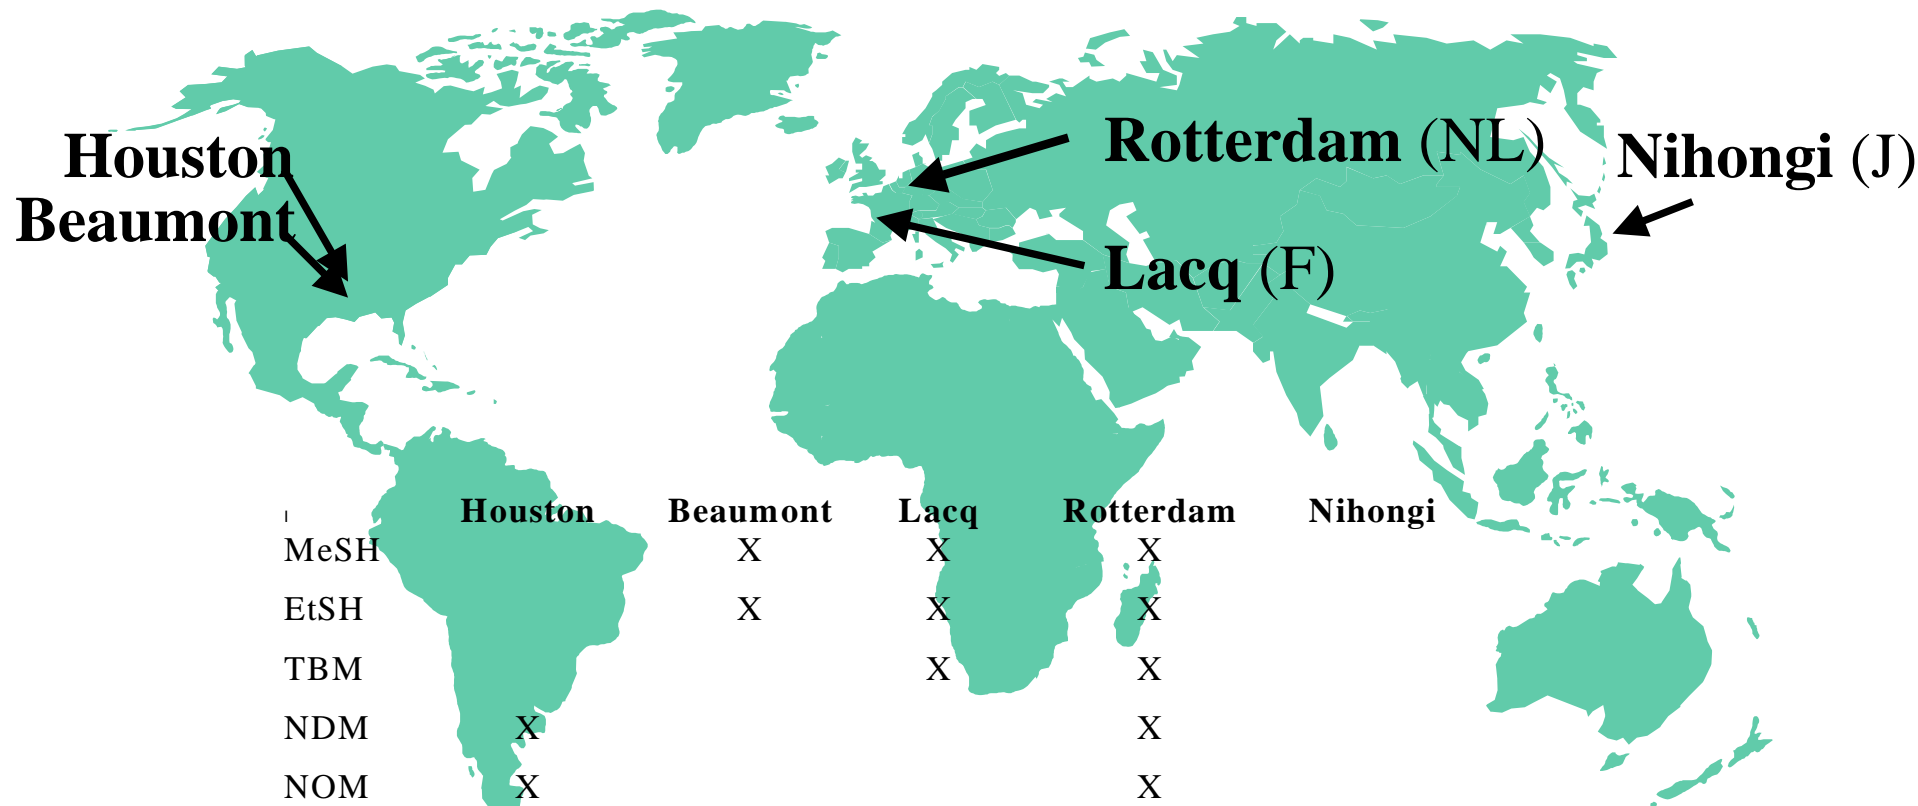 Houston
Beaumont
Rotterdam (NL)
Nihongi (J)
Lacq (F)
Houston Beaumont Lacq Rotterdam Nihongi
MeSH X X X
EtSH X X X
TBM X X
NDM X X
NOM X X